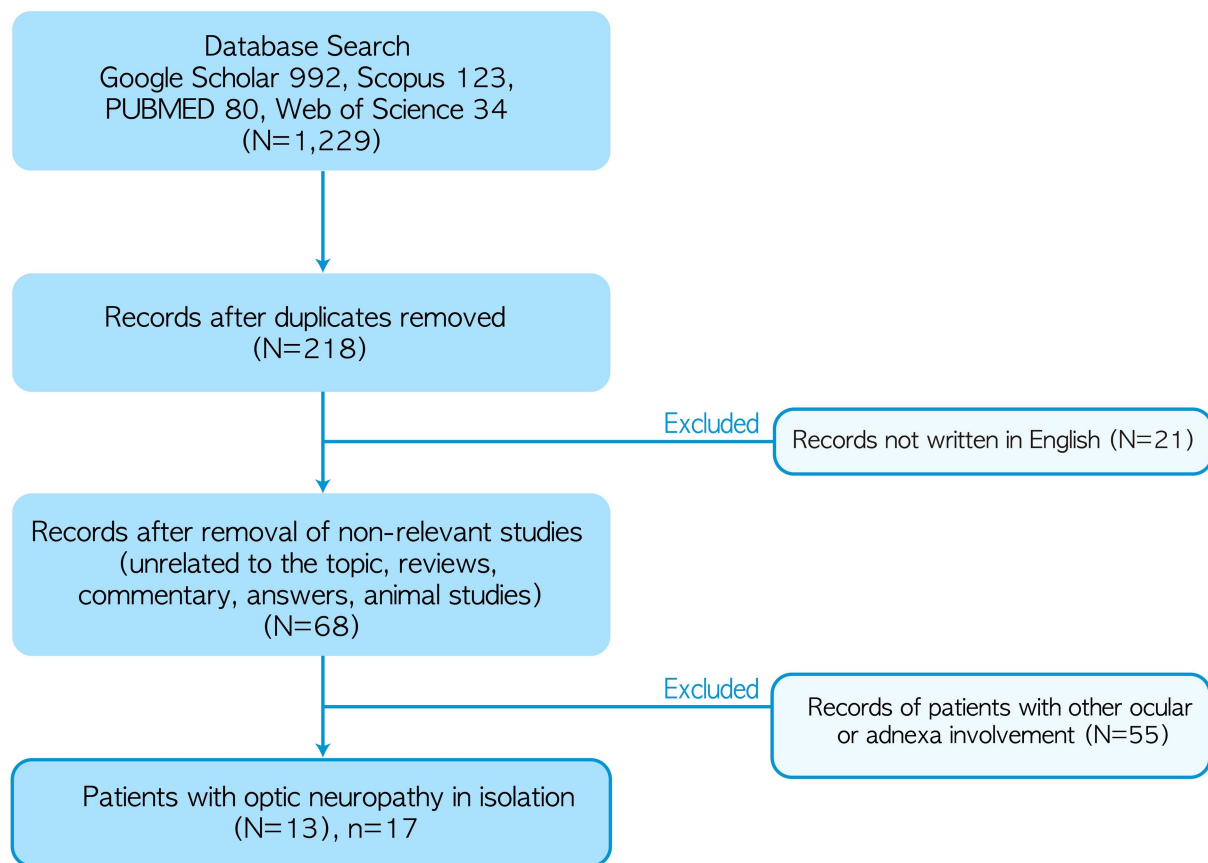 Database Search
Google Scholar 992, Scopus 123,
PUBMED 80, Web of Science 34
(N=1,229)
Records after duplicates removed
(N=218)
Excluded
Records not written in English (N=21)
Records after removal of non-relevant studies
(unrelated to the topic, reviews,
commentary, answers, animal studies)
(N=68)
Excluded
Records of patients with other ocular
or adnexa involvement (N=55)
Patients with optic neuropathy in isolation
(N=13), n=17